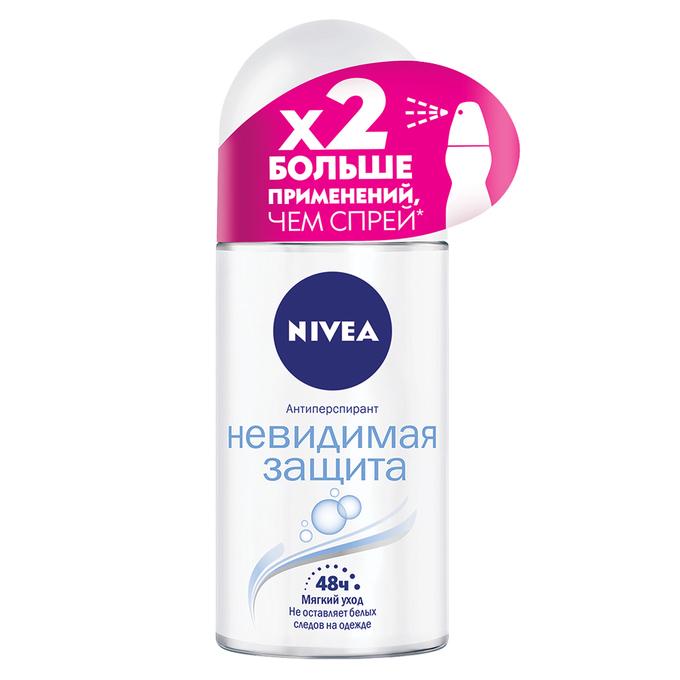 x2
БОЛЬШЕ
ПРИМЕНЕНИЙ,
ЧЕМ СПРЕЙ*
NIVEA
Антиперспирант
невидимая
защита
48ч
Мягкий уход
Не оставляет белых
следов на одежде